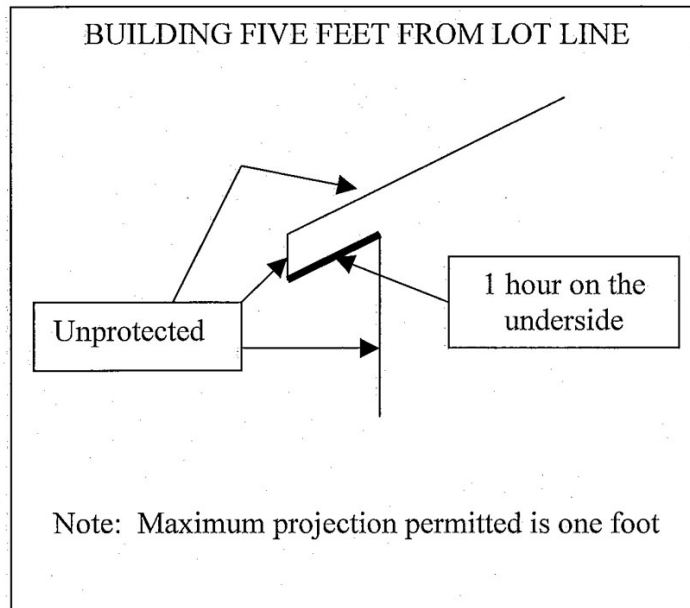 BUILDING FIVE FEET FROM LOT LINE
Unprotected
1 hour on the
underside
Note: Maximum projection permitted is one foot